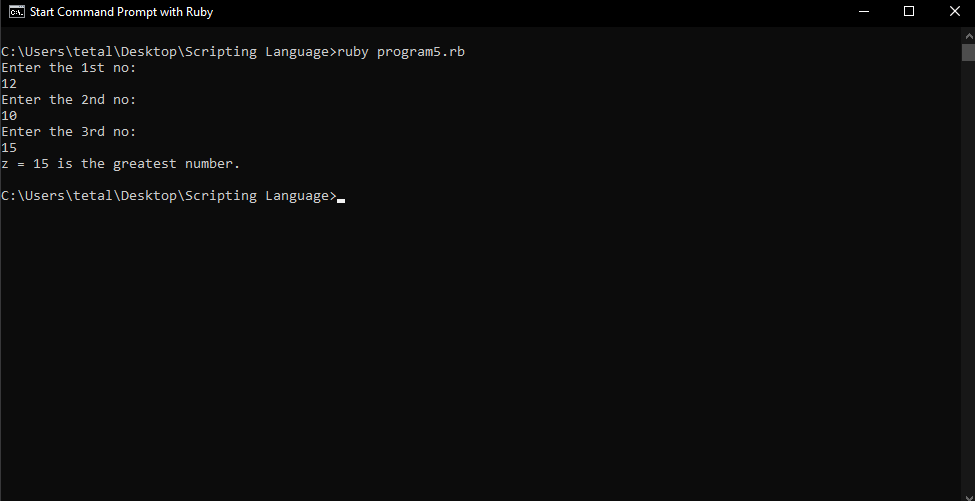 Start Command Prompt with Ruby
C:\Users\tetal\Desktop\Scripting Language>ruby program5.rb
Enter the 1st no:
12
Enter the 2nd no:
10
Enter the 3rd no:
15
z = 15 is the greatest number.
C:\Users\tetal\Desktop\Scripting Language>